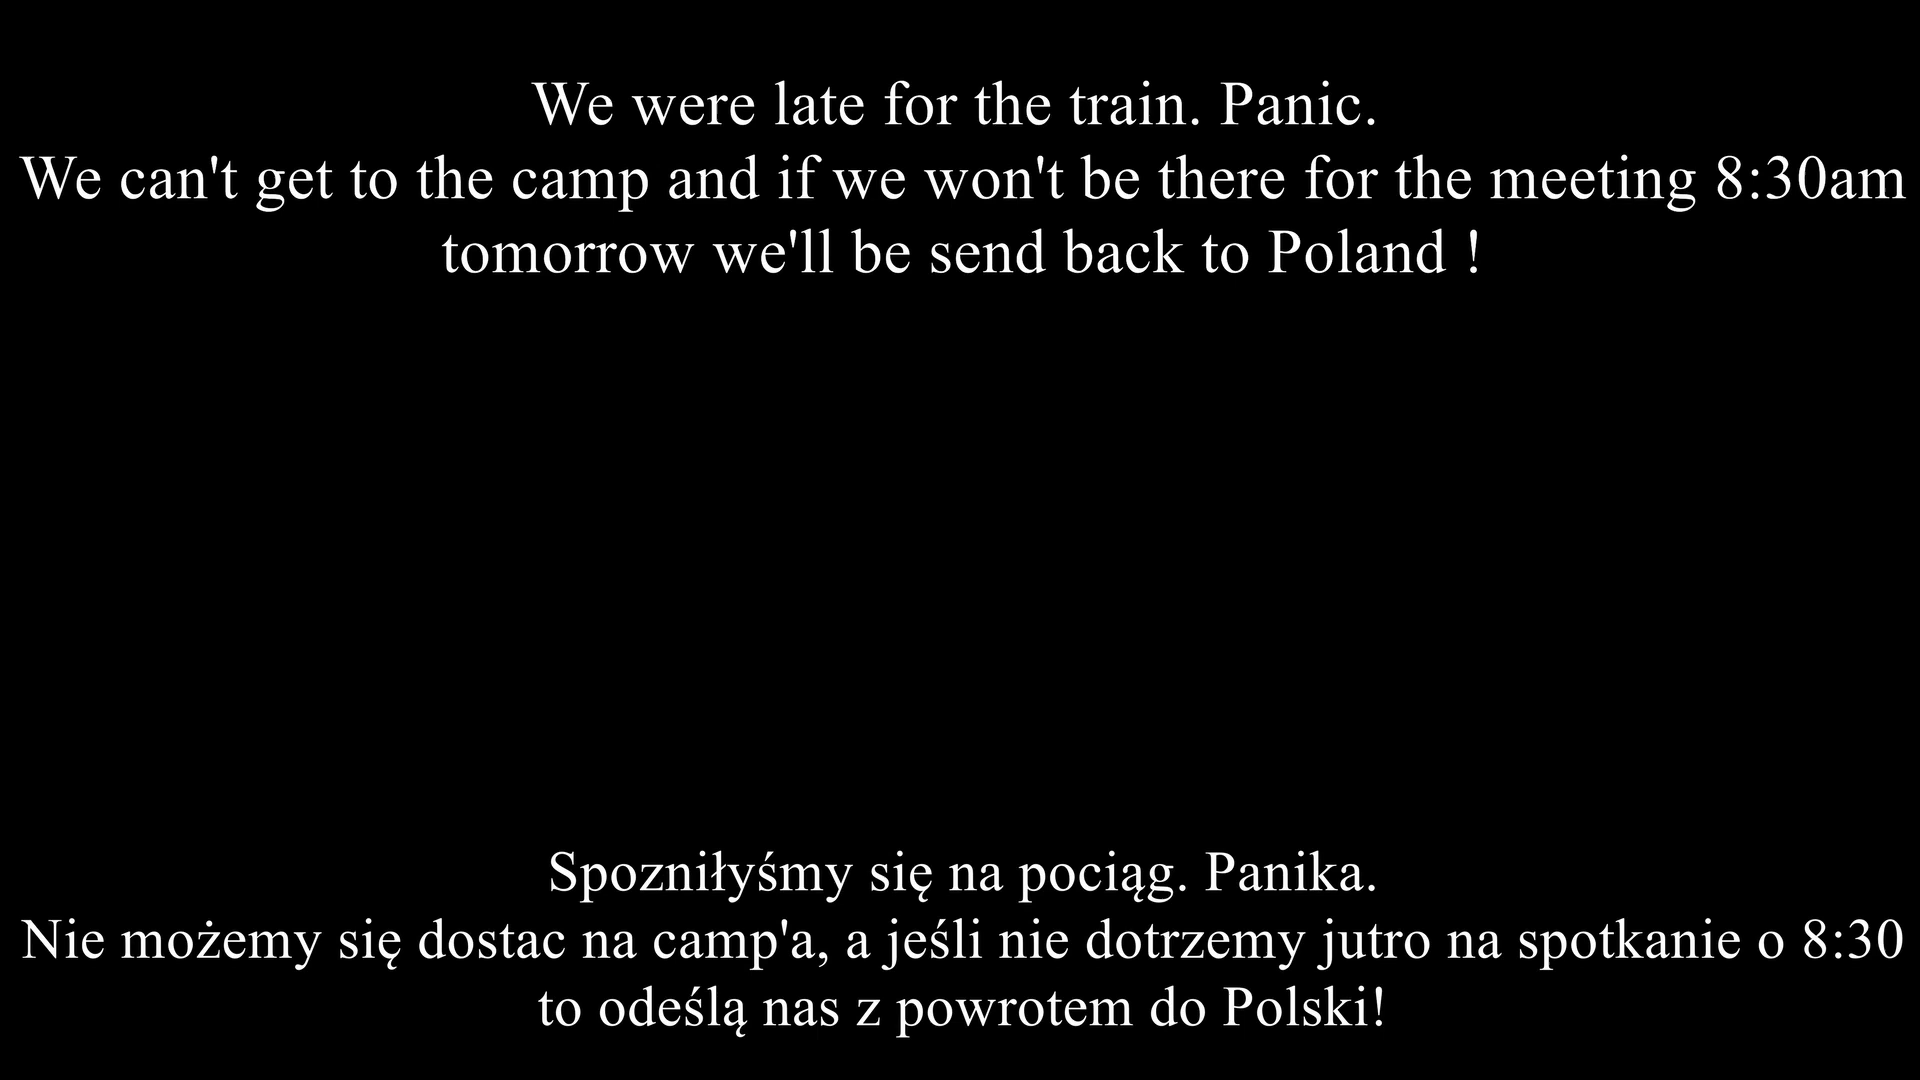 We were late for the train. Panic.
We can't get to the camp and if we won't be there for the meeting 8:30am
tomorrow we'll be send back to Poland !
Spozniłyśmy się na pociąg. Panika.
Nie możemy się dostac na camp'a, a jeśli nie dotrzemy jutro na spotkanie o 8:30
to odeślą nas z powrotem do Polski!